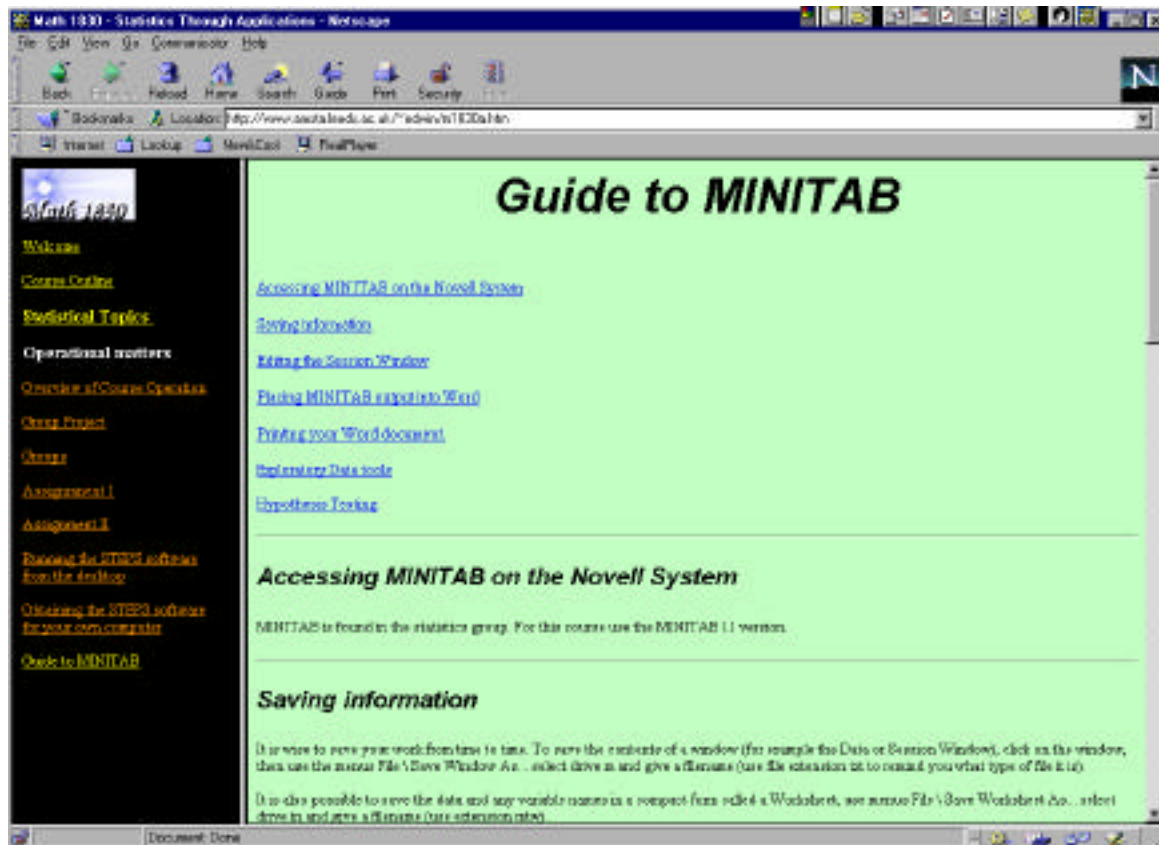 Math 1830 - Statistics Through Applications - Netscape
File Edit View Go Communicator Help
Back Reload Home Search Guide Print Security
Bookmarks Location:
Internet Lookup New&Cool RealPlayer
Math 1830
Welcome
Course Outline
Statistical Topics
Operational matters
Overview of Course Operation
Group Project
Groups
Assignment I
Assignment II
Running the STEPS software
from the desktop
Obtaining the STEPS software
for your own computer
Guide to MINITAB
Guide to MINITAB
Accessing MINITAB on the Novell System
Saving information
Editing the Session Window
Placing MINITAB output into Word
Printing your Word document
Exploratory Data tools
Hypothesis Testing
Accessing MINITAB on the Novell System
MINITAB is found in the statistics group. For this course use the MINITAB 11 version.
Saving information
It is wise to save your work from time to time. To save the contents of a window (for example the Data or Session Window), click on the window,
then use the menus File \ Save Window As... select drive m and give a filename (use file extension txt to remind you what type of file it is).
It is also possible to save the data and any variable names in a compact form called a Worksheet, use menus File \ Save Worksheet As... select
drive m and give a filename (use extension mtw)
Document: Done